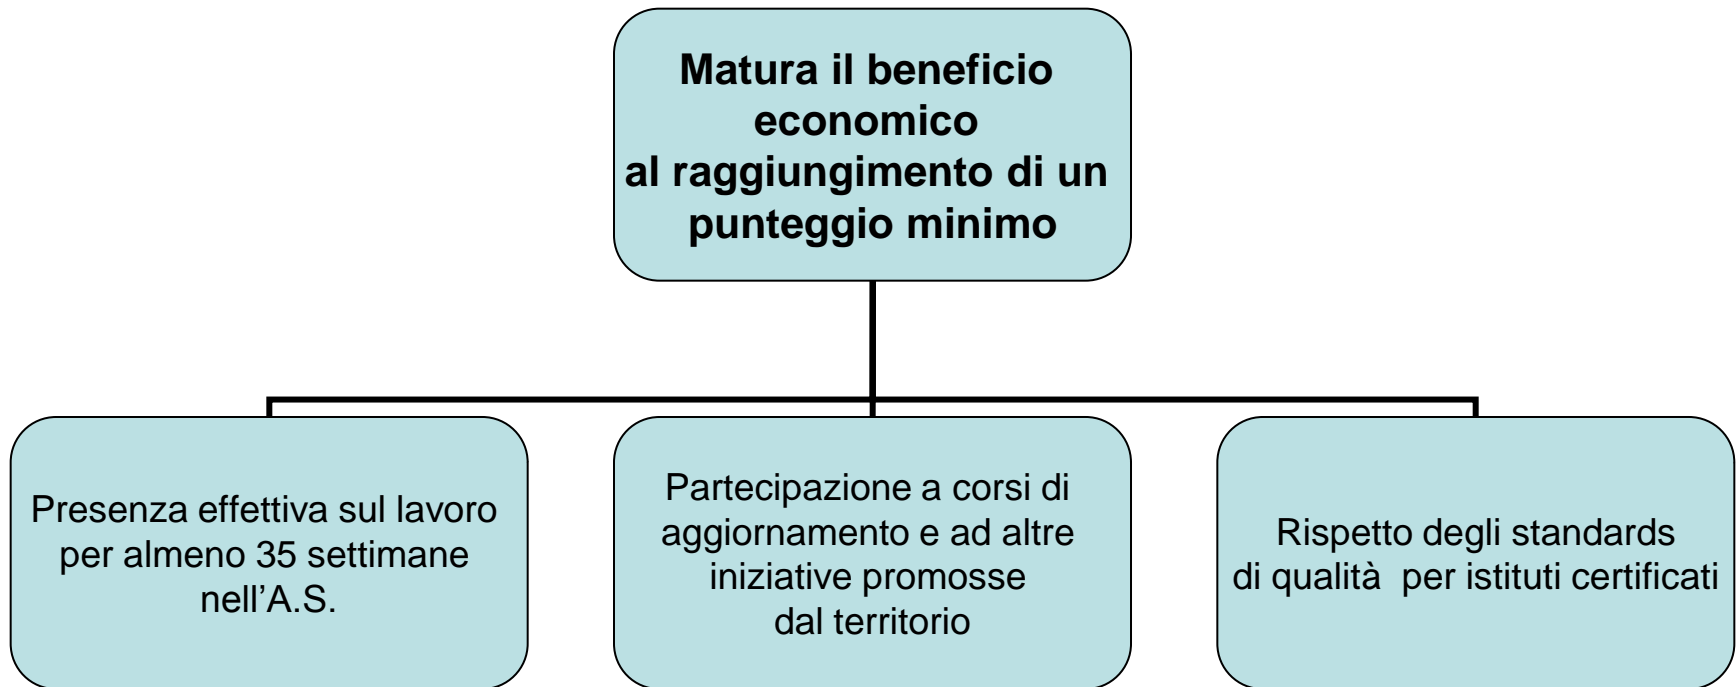 Matura il beneficio
economico
al raggiungimento di un
punteggio minimo
Presenza effettiva sul lavoro
per almeno 35 settimane
nell'A.S.
Partecipazione a corsi di
aggiornamento e ad altre
iniziative promosse
dal territorio
Rispetto degli standards
di qualità  per istituti certificati